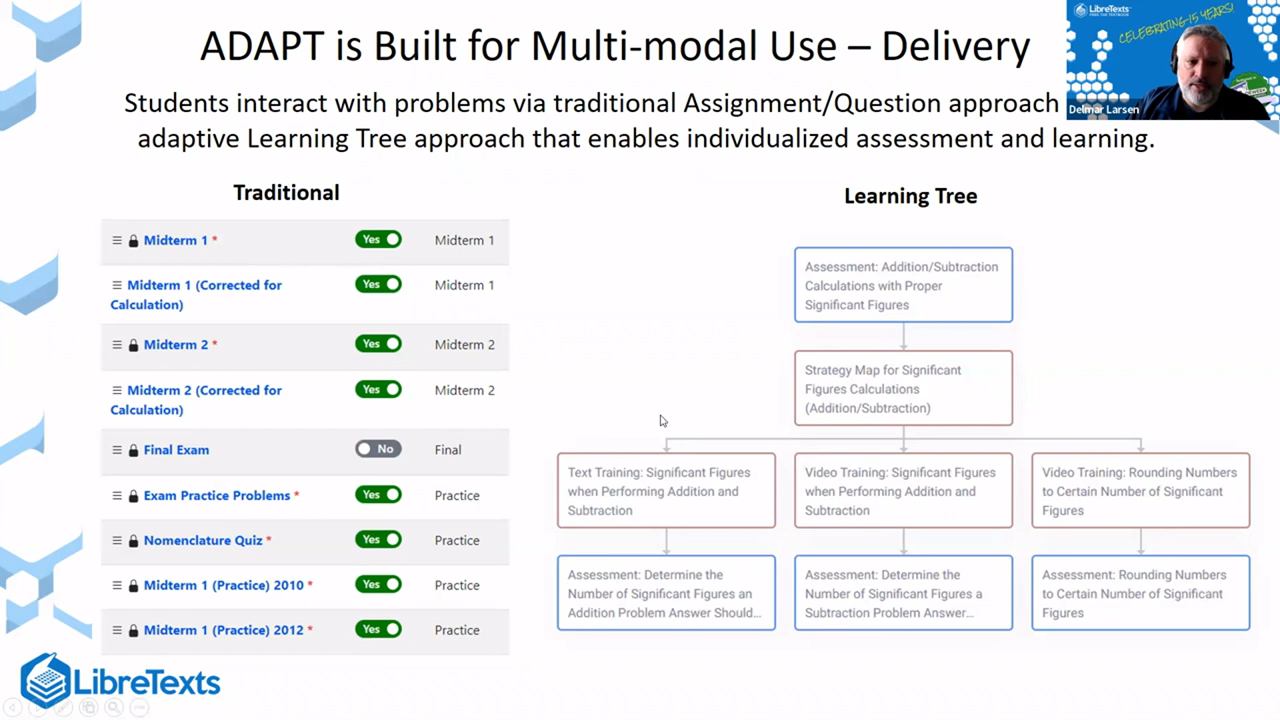 ADAPT is Built for Multi-modal Use – Delivery
LibreTexts™
CELEBRATING 15 YEARS!
Delmar Larsen
Students interact with problems via traditional Assignment/Question approach
adaptive Learning Tree approach that enables individualized assessment and learning.
Traditional
Midterm 1 * Yes Midterm 1
Midterm 1 (Corrected for
Calculation) Yes Midterm 1
Midterm 2 * Yes Midterm 2
Midterm 2 (Corrected for
Calculation) Yes Midterm 2
Final Exam No Final
Exam Practice Problems * Yes Practice
Nomenclature Quiz * Yes Practice
Midterm 1 (Practice) 2010 * Yes Practice
Midterm 1 (Practice) 2012 * Yes Practice
Learning Tree
Assessment: Addition/Subtraction
Calculations with Proper
Significant Figures
Strategy Map for Significant
Figures Calculations
(Addition/Subtraction)
Text Training: Significant Figures
when Performing Addition and
Subtraction
Video Training: Significant Figures
when Performing Addition and
Subtraction
Video Training: Rounding Numbers
to Certain Number of Significant
Figures
Assessment: Determine the
Number of Significant Figures an
Addition Problem Answer Should...
Assessment: Determine the
Number of Significant Figures a
Subtraction Problem Answer...
Assessment: Rounding Numbers
to Certain Number of Significant
Figures
LibreTexts